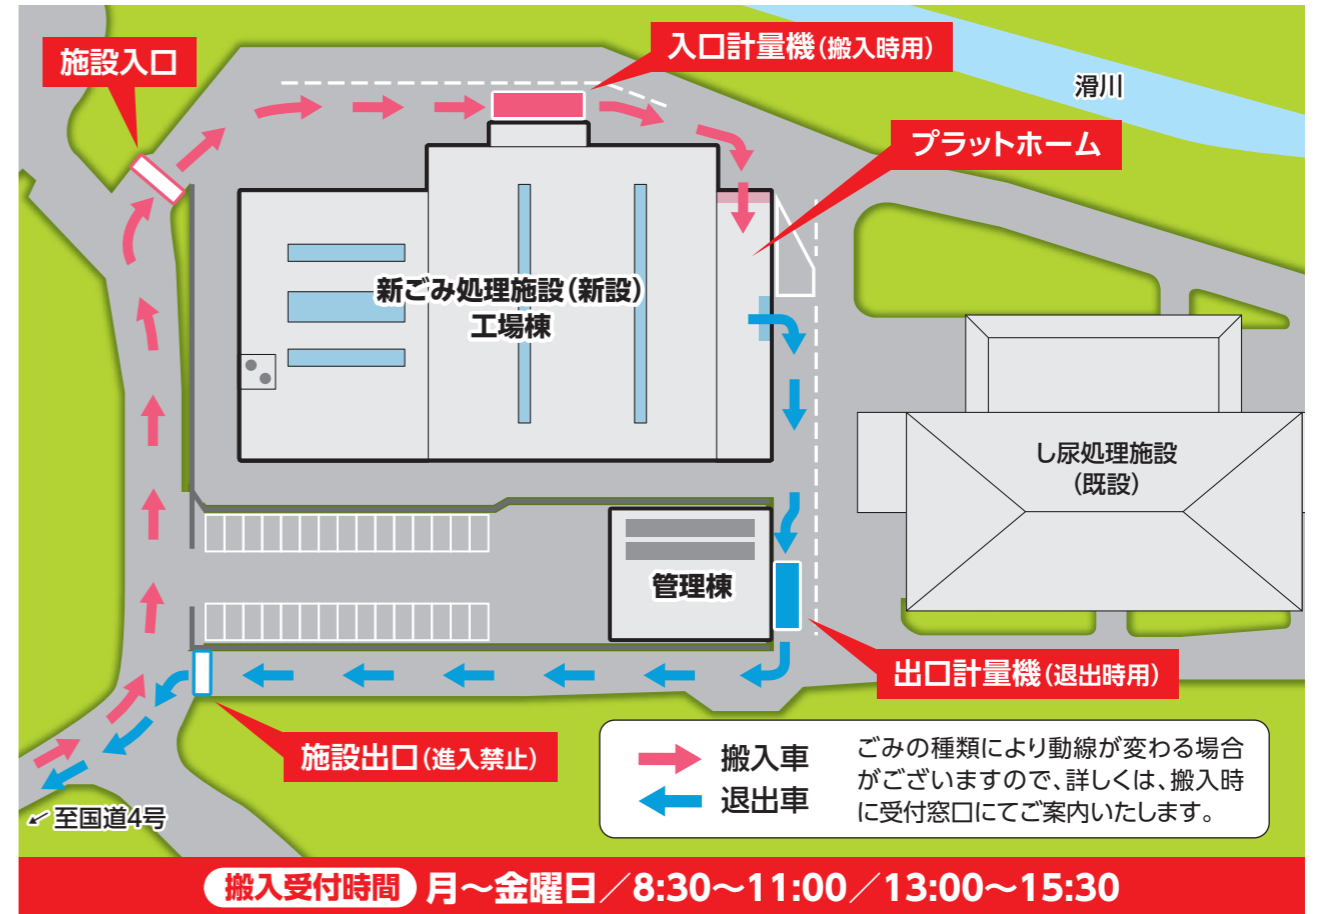 施設入口
入口計量機(搬入時用)
滑川
プラットホーム
新ごみ処理施設(新設)
工場棟
し尿処理施設
(既設)
管理棟
出口計量機(退出時用)
施設出口(進入禁止)
搬入車
退出車
ごみの種類により動線が変わる場合
がございますので、詳しくは、搬入時
に受付窓口にてご案内いたします。
↙至国道4号
搬入受付時間 月〜金曜日/8:30〜11:00/13:00〜15:30